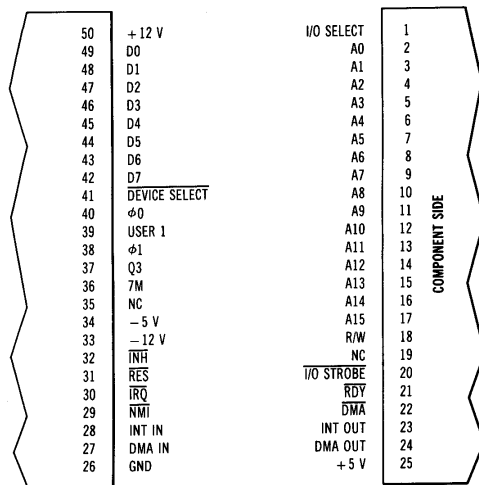 50 +12 V I/O SELECT 1
49 D0 A0 2
48 D1 A1 3
47 D2 A2 4
46 D3 A3 5
45 D4 A4 6
44 D5 A5 7
43 D6 A6 8
42 D7 A7 9
41 DEVICE SELECT A8 10
40 ϕ0 A9 11
39 USER 1 A10 12
38 ϕ1 A11 13
37 Q3 A12 14
36 7M A13 15
35 NC A14 16
34 −5 V A15 17
33 −12 V R/W 18
32 INH NC 19
31 RES I/O STROBE 20
30 IRQ RDY 21
29 NMI DMA 22
28 INT IN INT OUT 23
27 DMA IN DMA OUT 24
26 GND +5 V 25
COMPONENT SIDE